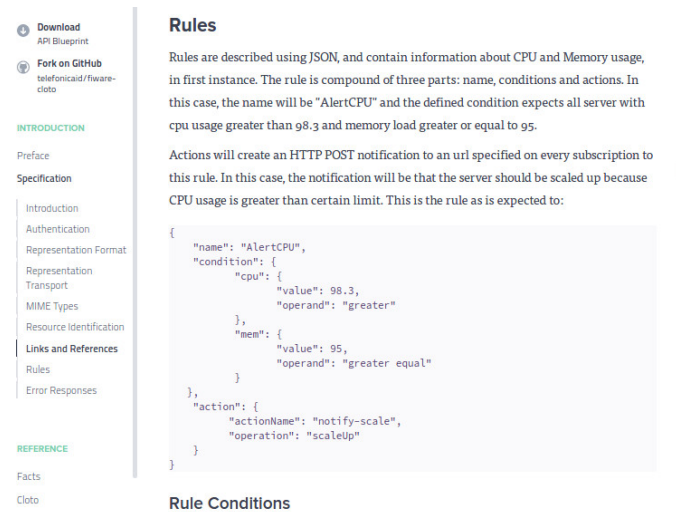 Download
API Blueprint
Fork on GitHub
telefonicaid/fiware-
cloto
INTRODUCTION
Preface
Specification
Introduction
Authentication
Representation Format
Representation
Transport
MIME Types
Resource Identification
Links and References
Rules
Error Responses
REFERENCE
Facts
Cloto
Rules
Rules are described using JSON, and contain information about CPU and Memory usage,
in first instance. The rule is compound of three parts: name, conditions and actions. In
this case, the name will be "AlertCPU" and the defined condition expects all server with
cpu usage greater than 98.3 and memory load greater or equal to 95.
Actions will create an HTTP POST notification to an url specified on every subscription to
this rule. In this case, the notification will be that the server should be scaled up because
CPU usage is greater than certain limit. This is the rule as is expected to:
{
    "name": "AlertCPU",
    "condition": {
           "cpu": {
                  "value": 98.3,
                  "operand": "greater"
           },
           "mem": {
                  "value": 95,
                  "operand": "greater equal"
           }
   },
    "action": {
          "actionName": "notify-scale",
          "operation": "scaleUp"
    }
}
Rule Conditions